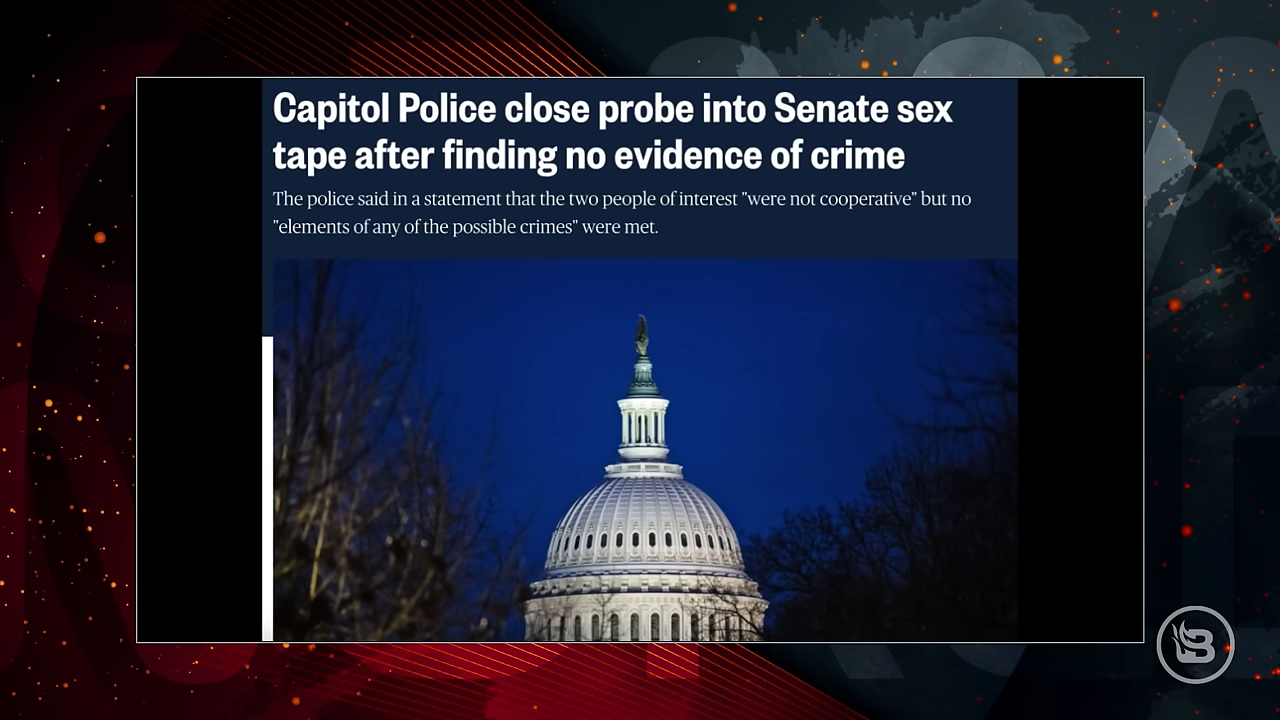 Capitol Police close probe into Senate sex
tape after finding no evidence of crime
The police said in a statement that the two people of interest "were not cooperative" but no
"elements of any of the possible crimes" were met.
B